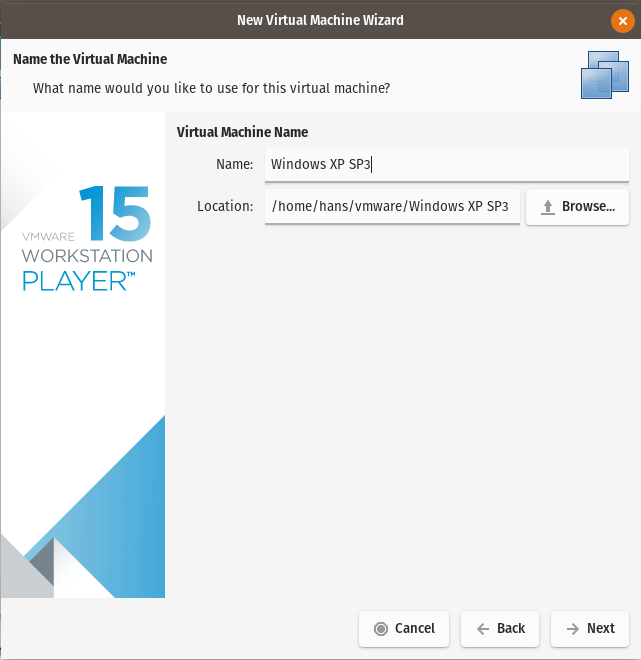 New Virtual Machine Wizard
Name the Virtual Machine
What name would you like to use for this virtual machine?
VMWARE 15
WORKSTATION
PLAYER™
Virtual Machine Name
Name: Windows XP SP3
Location: /home/hans/vmware/Windows XP SP3 Browse...
Cancel Back Next